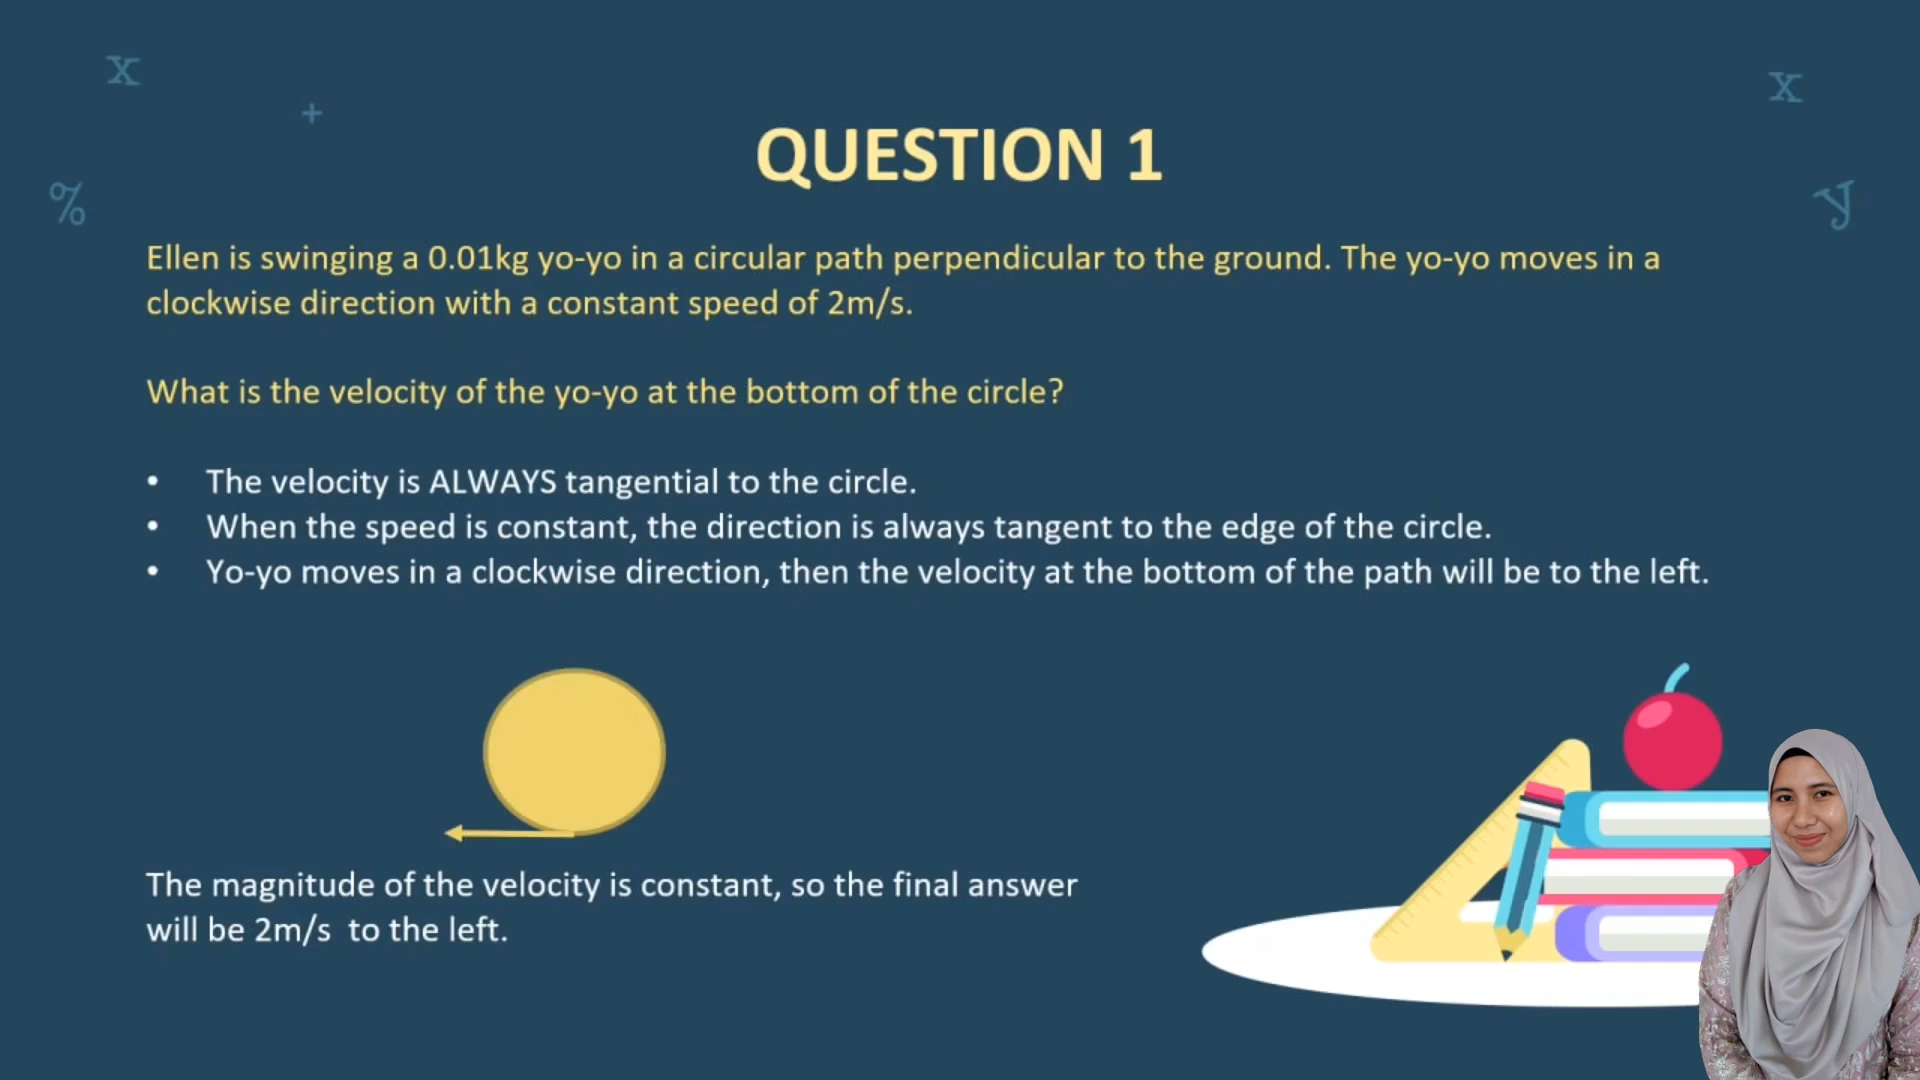 x
+
x
QUESTION 1
%
y
Ellen is swinging a 0.01kg yo-yo in a circular path perpendicular to the ground. The yo-yo moves in a
clockwise direction with a constant speed of 2m/s.
What is the velocity of the yo-yo at the bottom of the circle?
• The velocity is ALWAYS tangential to the circle.
• When the speed is constant, the direction is always tangent to the edge of the circle.
• Yo-yo moves in a clockwise direction, then the velocity at the bottom of the path will be to the left.
The magnitude of the velocity is constant, so the final answer
will be 2m/s to the left.